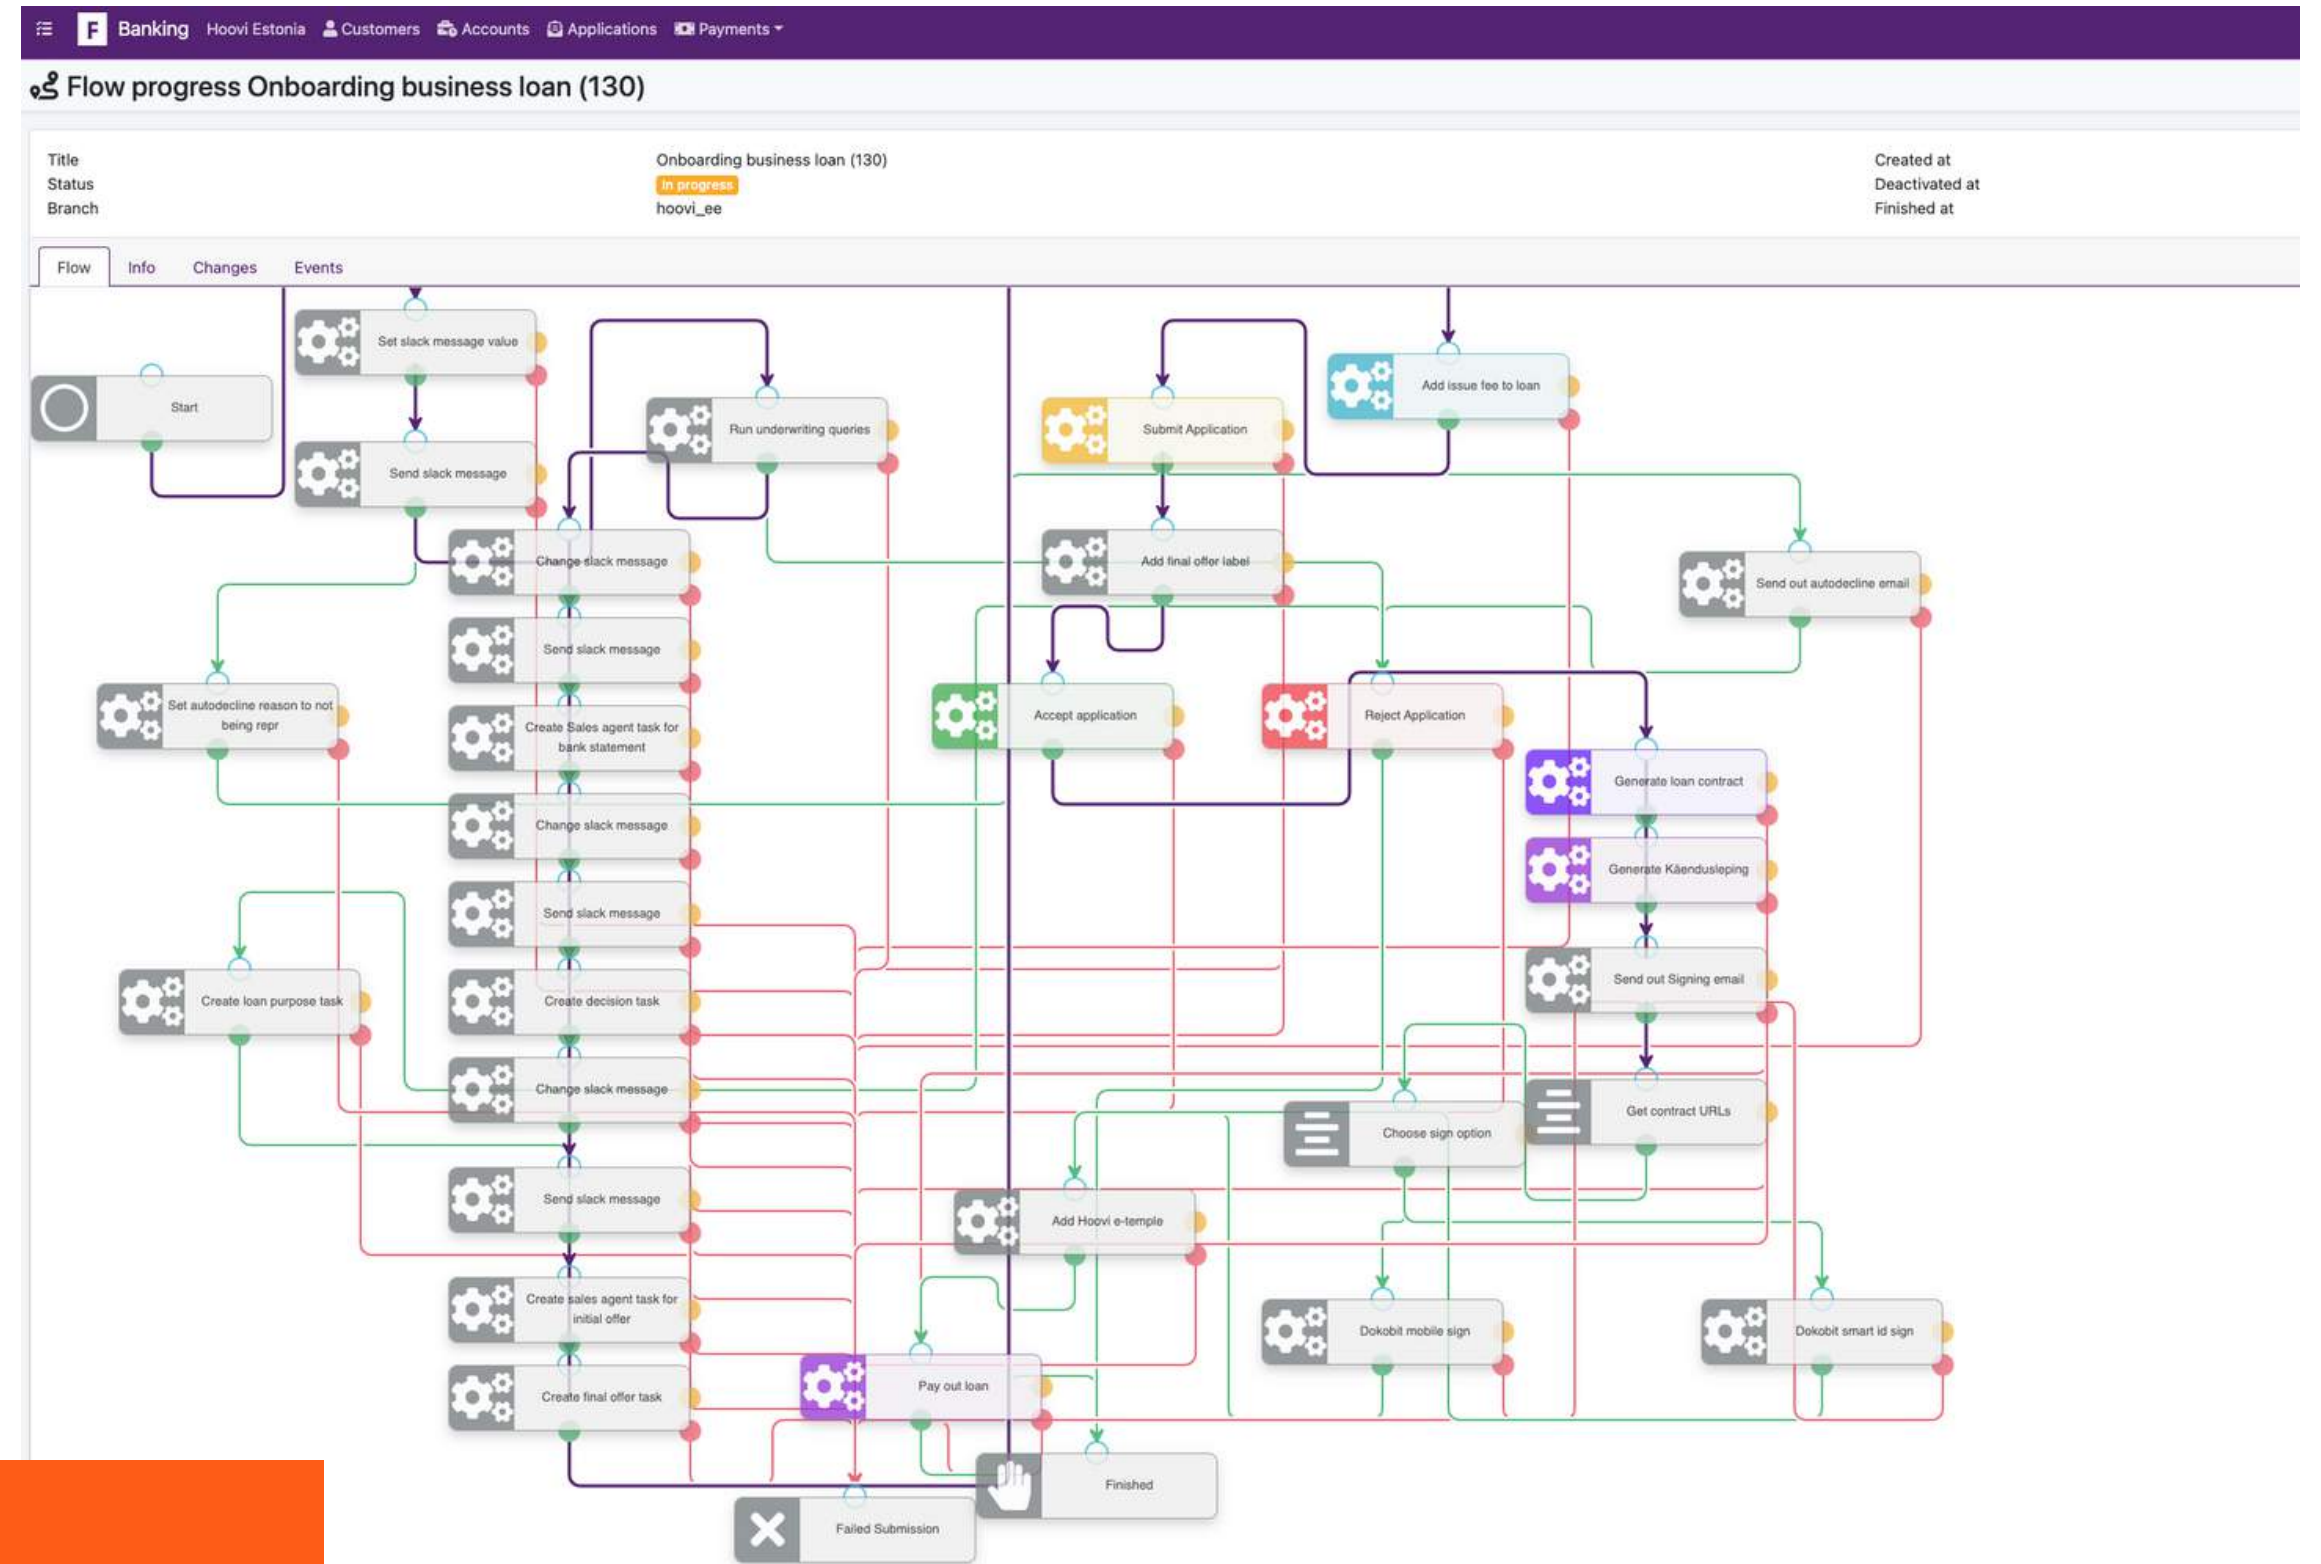 F Banking Hoovi Estonia Customers Accounts Applications Payments
Flow progress Onboarding business loan (130)
Title Onboarding business loan (130) Created at
Status In progress Deactivated at
Branch hoovi_ee Finished at
Flow Info Changes Events
Set slack message value
Add issue fee to loan
Start
Run underwriting queries
Submit Application
Send slack message
Change slack message
Add final offer label
Send out autodecline email
Send slack message
Set autodecline reason to not
being repr
Accept application
Reject Application
Create Sales agent task for
bank statement
Generate loan contract
Change slack message
Generate Käendusleping
Send slack message
Send out Signing email
Create loan purpose task
Create decision task
Change slack message
Get contract URLs
Choose sign option
Send slack message
Add Hoovi e-temple
Create sales agent task for
initial offer
Dokobit mobile sign
Dokobit smart id sign
Pay out loan
Create final offer task
Finished
Failed Submission